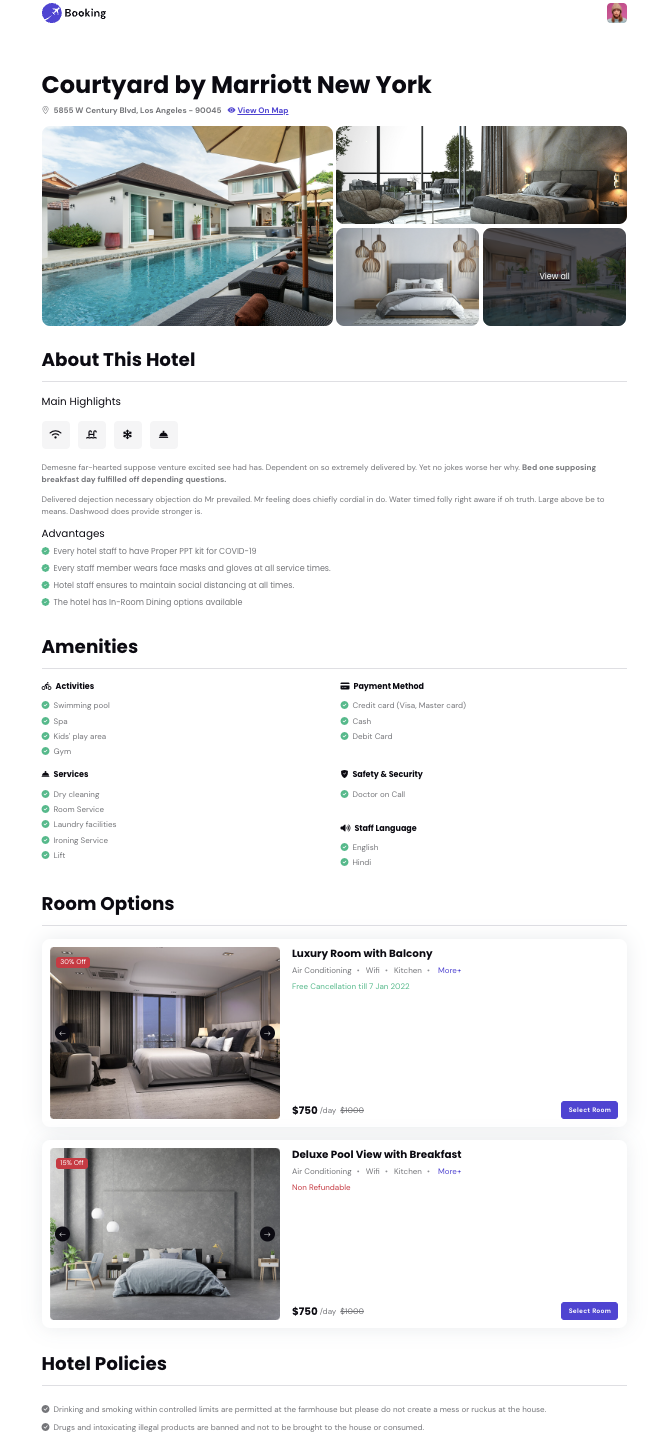 Booking
Courtyard by Marriott New York
5855 W Century Blvd, Los Angeles - 90045 View On Map
View all
About This Hotel
Main Highlights
Demesne far-hearted suppose venture excited see had has. Dependent on so extremely delivered by. Yet no jokes worse her why. Bed one supposing
breakfast day fulfilled off depending questions.
Delivered dejection necessary objection do Mr prevailed. Mr feeling does chiefly cordial in do. Water timed folly right aware if oh truth. Large above be to
means. Dashwood does provide stronger is.
Advantages
Every hotel staff to have Proper PPT kit for COVID-19
Every staff member wears face masks and gloves at all service times.
Hotel staff ensures to maintain social distancing at all times.
The hotel has In-Room Dining options available
Amenities
Activities
Swimming pool
Spa
Kids' play area
Gym
Services
Dry cleaning
Room Service
Laundry facilities
Ironing Service
Lift
Payment Method
Credit card (Visa, Master card)
Cash
Debit Card
Safety & Security
Doctor on Call
Staff Language
English
Hindi
Room Options
30% Off
Luxury Room with Balcony
Air Conditioning • Wifi • Kitchen • More+
Free Cancellation till 7 Jan 2022
$750 /day $1000
Select Room
15% Off
Deluxe Pool View with Breakfast
Air Conditioning • Wifi • Kitchen • More+
Non Refundable
$750 /day $1000
Select Room
Hotel Policies
Drinking and smoking within controlled limits are permitted at the farmhouse but please do not create a mess or ruckus at the house.
Drugs and intoxicating illegal products are banned and not to be brought to the house or consumed.